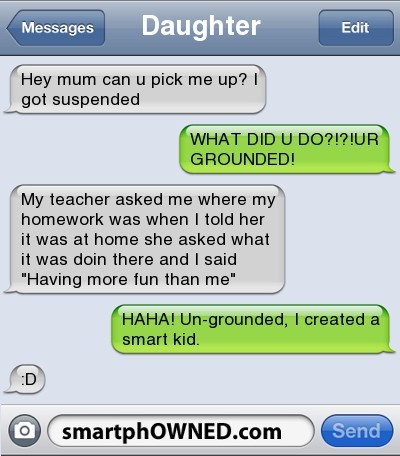 Messages
Daughter
Edit
Hey mum can u pick me up? I
got suspended
WHAT DID U DO?!?!UR
GROUNDED!
My teacher asked me where my
homework was when I told her
it was at home she asked what
it was doin there and I said
"Having more fun than me"
HAHA! Un-grounded, I created a
smart kid.
:D
smartphOWNED.com
Send